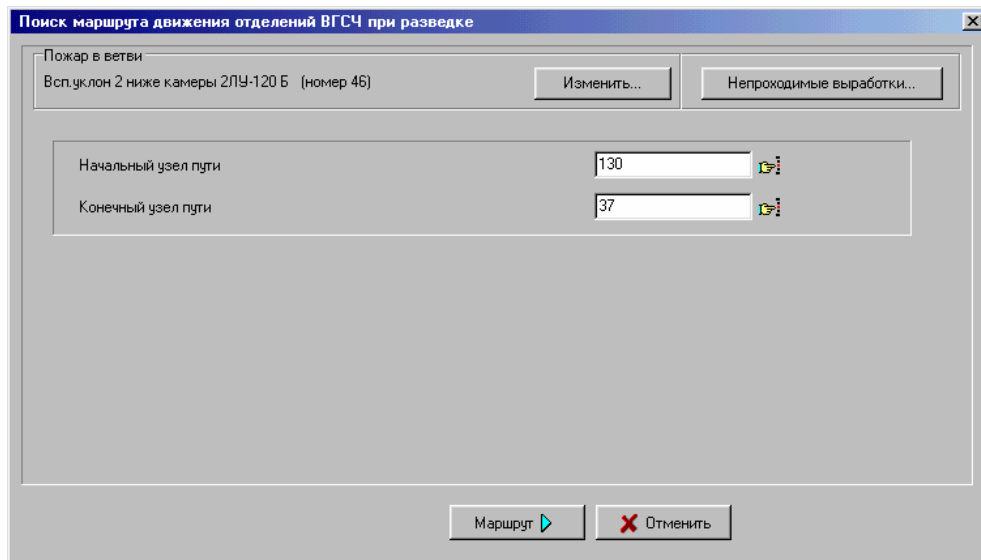 Поиск маршрута движения отделений ВГСЧ при разведке
Пожар в ветви
Всп.уклон 2 ниже камеры 2ЛУ-120 Б (номер 46)
Изменить...
Непроходимые выработки...
Начальный узел пути
130
Конечный узел пути
37
Маршрут
Отменить